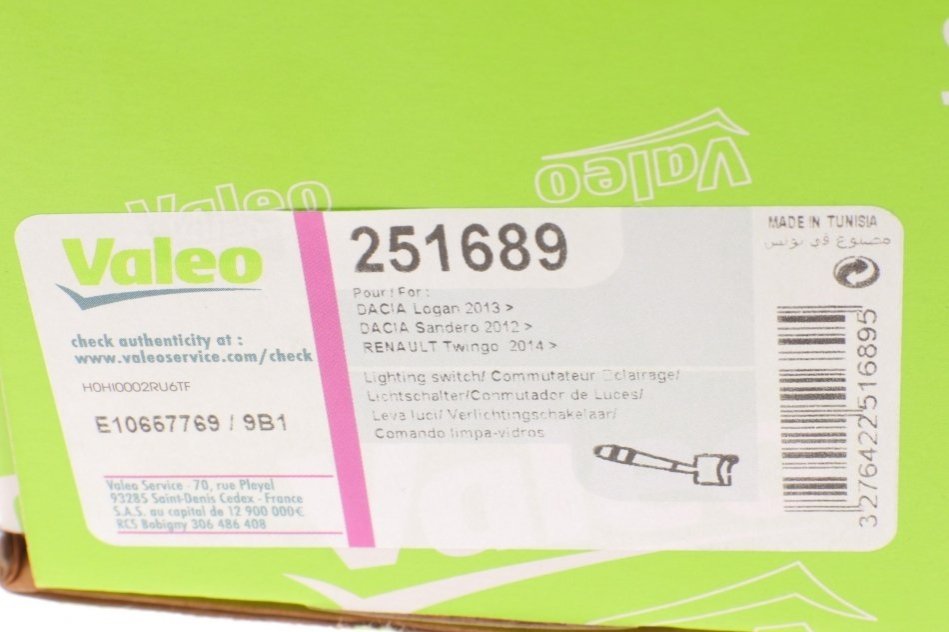 Valeo
Valeo
Valeo
check authenticity at :
www.valeoservice.com/check
H0HI0002RU6TF
E10657769 / 9B1
Valeo Service - 70, rue Pleyel
93285 Saint-Denis Cedex - France
S.A.S. au capital de 12 900 000€
RCS Bobigny 306 486 408
251689
Pour / For :
DACIA Logan 2013 >
DACIA Sandero 2012 >
RENAULT Twingo 2014 >
Lighting switch/ Commutateur Eclairage/
Lichtschalter/Conmutador de Luces/
Leva luci/ Verlichtingschakelaar/
Comando limpa-vidros
MADE IN TUNISIA
مصنوع في تونس
3276422516895